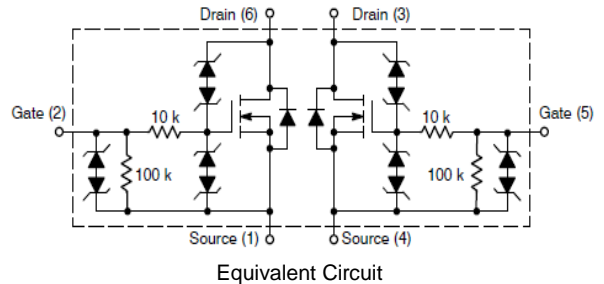 Drain (6)
Drain (3)
Gate (2)
10 k
10 k
Gate (5)
100 k
100 k
Source (1)
Source (4)
Equivalent Circuit